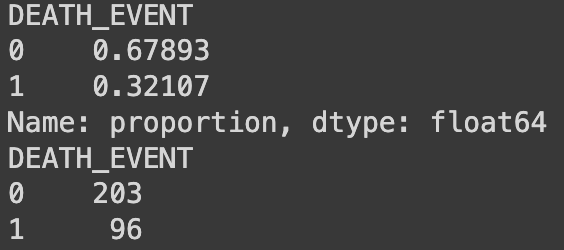 DEATH_EVENT
0    0.67893
1    0.32107
Name: proportion, dtype: float64
DEATH_EVENT
0    203
1     96